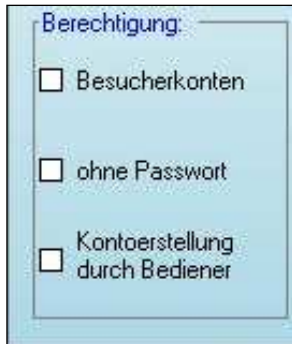 Berechtigung:
Besucherkonten
ohne Passwort
Kontoerstellung
durch Bediener